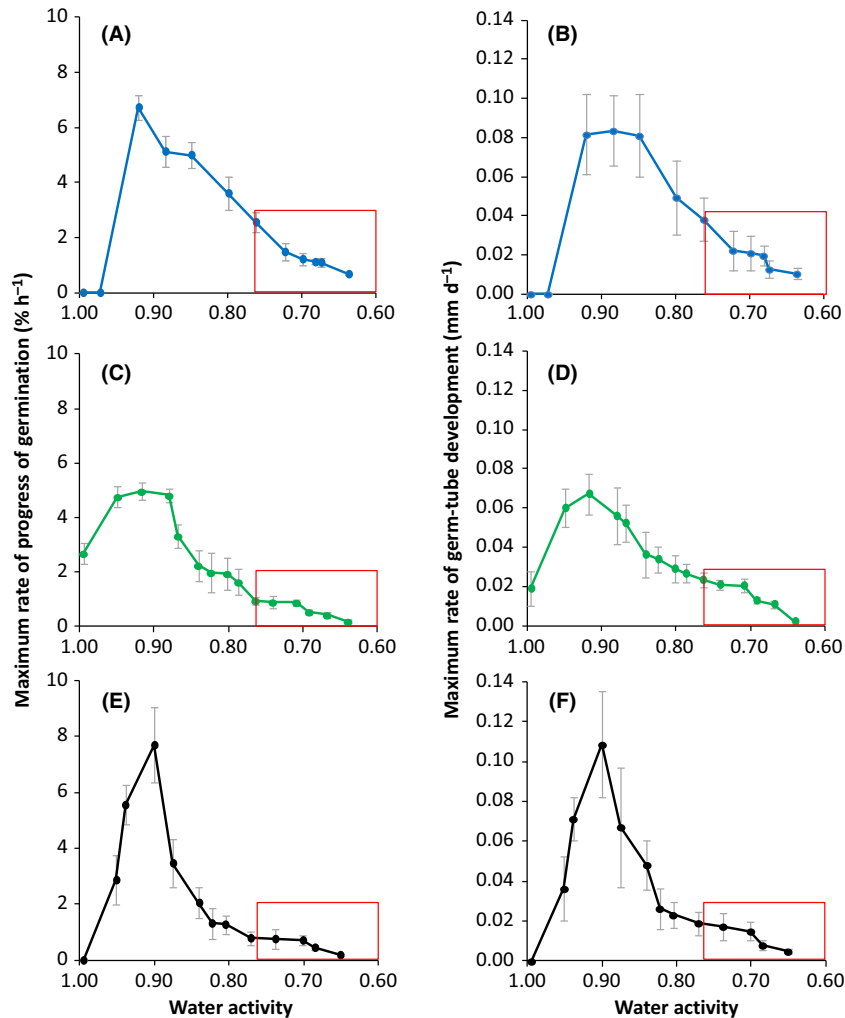 Maximum rate of progress of germination (% h⁻¹)
Maximum rate of germ-tube development (mm d⁻¹)
(A)
10
8
6
4
2
0
1.00 0.90 0.80 0.70 0.60
(B)
0.14
0.12
0.10
0.08
0.06
0.04
0.02
0.00
1.00 0.90 0.80 0.70 0.60
(C)
10
8
6
4
2
0
1.00 0.90 0.80 0.70 0.60
(D)
0.14
0.12
0.10
0.08
0.06
0.04
0.02
0.00
1.00 0.90 0.80 0.70 0.60
(E)
10
8
6
4
2
0
1.00 0.90 0.80 0.70 0.60
Water activity
(F)
0.14
0.12
0.10
0.08
0.06
0.04
0.02
0.00
1.00 0.90 0.80 0.70 0.60
Water activity